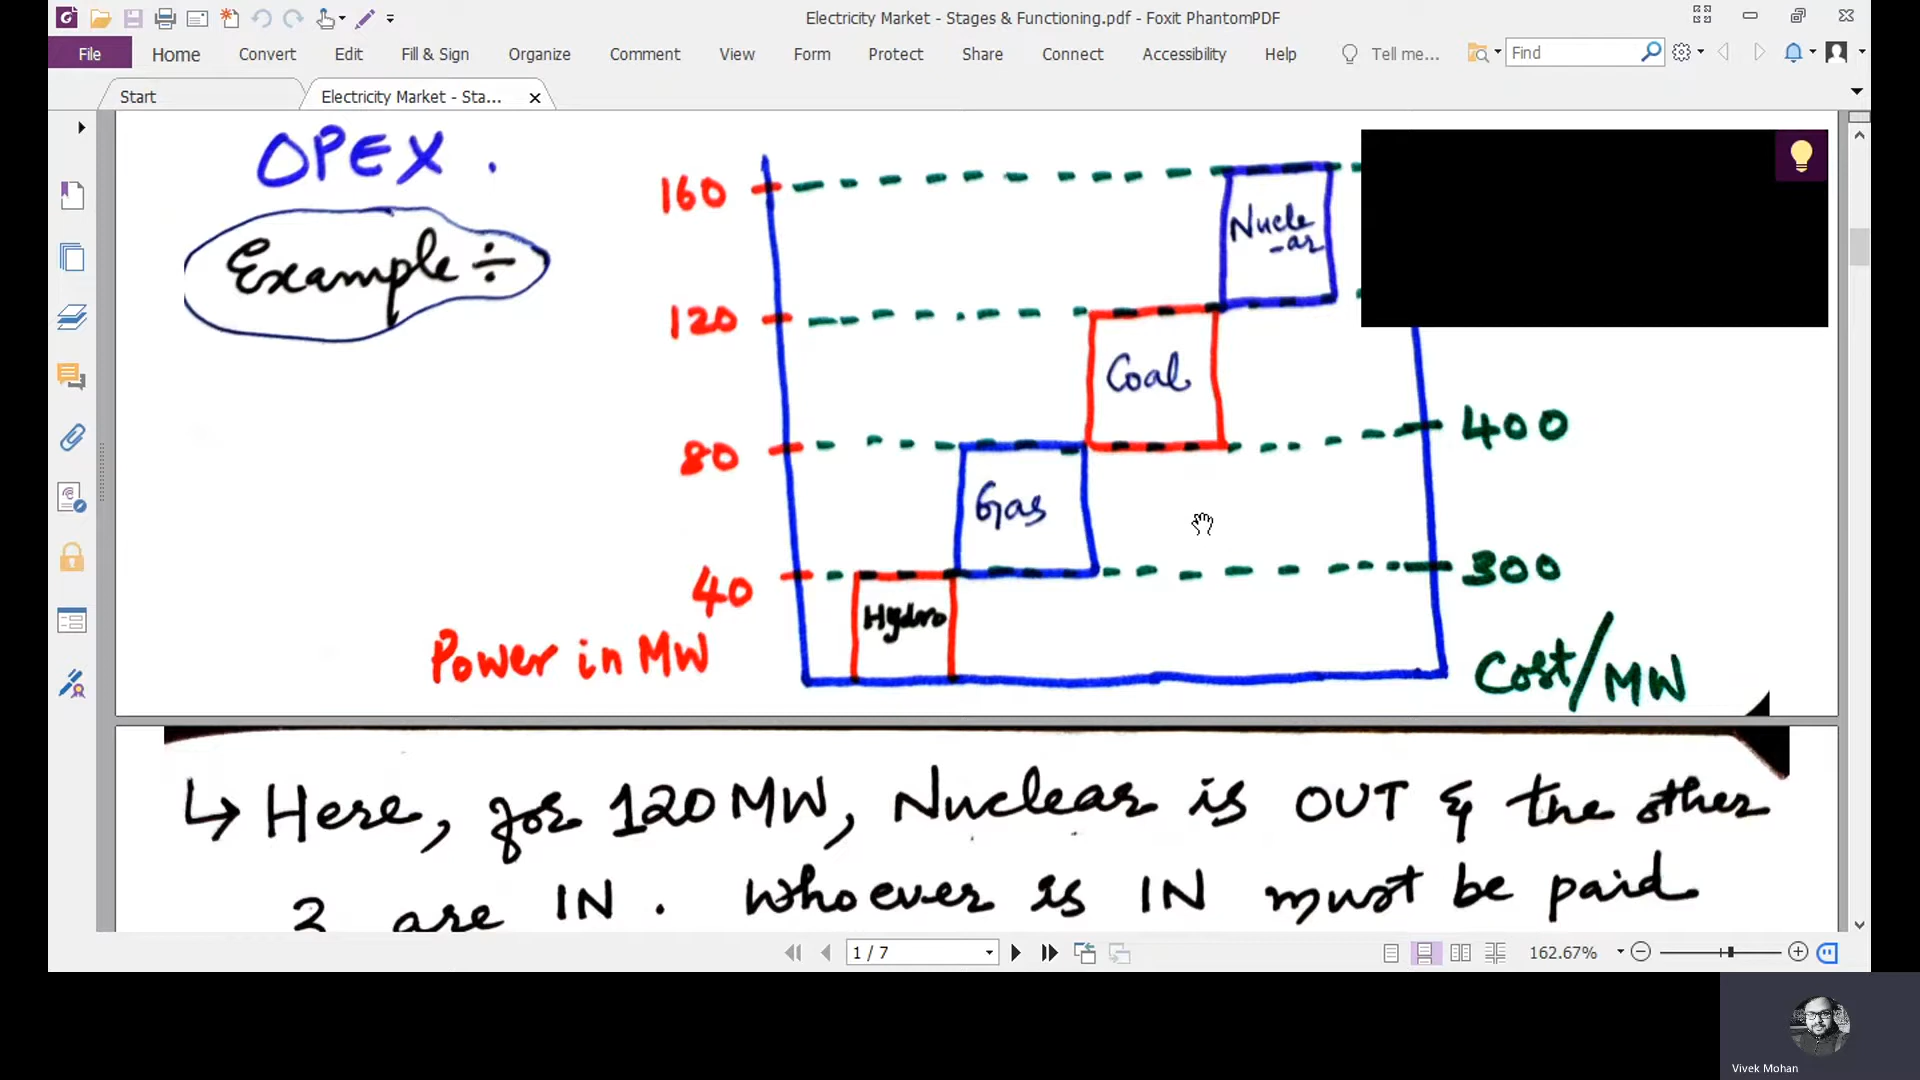 Electricity Market - Stages & Functioning.pdf - Foxit PhantomPDF
File Home Convert Edit Fill & Sign Organize Comment View Form Protect Share Connect Accessibility Help Tell me... Find
Start Electricity Market - Sta...
OPEX.
Example ÷
160
Nucle
-ar
120
Coal
400
80
Gas
40
300
Hydro
Power in MW
Cost/MW
↳ Here, for 120MW, Nuclear is OUT & the other
3 are IN. Whoever is IN must be paid
1 / 7
162.67%
Vivek Mohan